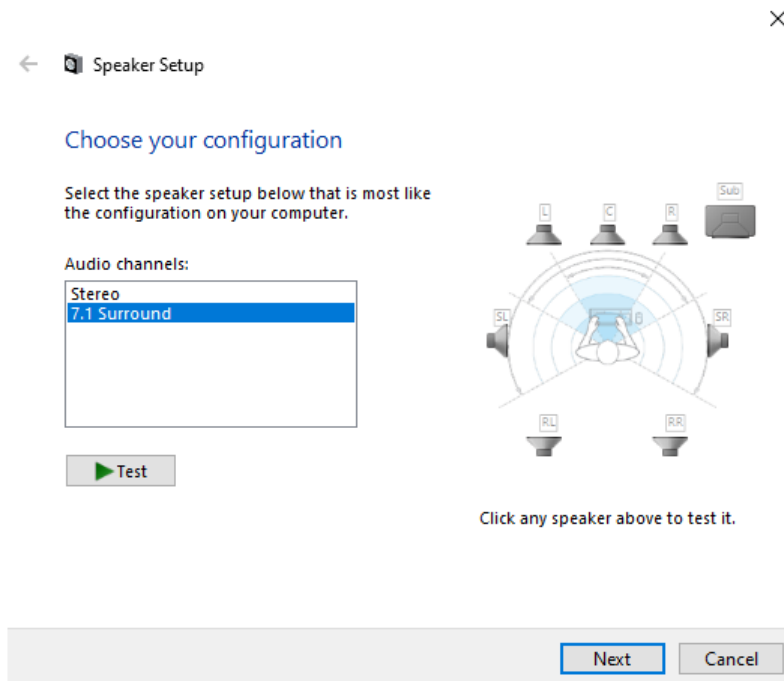 Speaker Setup
Choose your configuration
Select the speaker setup below that is most like
the configuration on your computer.
Audio channels:
Stereo
7.1 Surround
Test
Sub
L
C
R
SL
SR
RL
RR
Click any speaker above to test it.
Next
Cancel